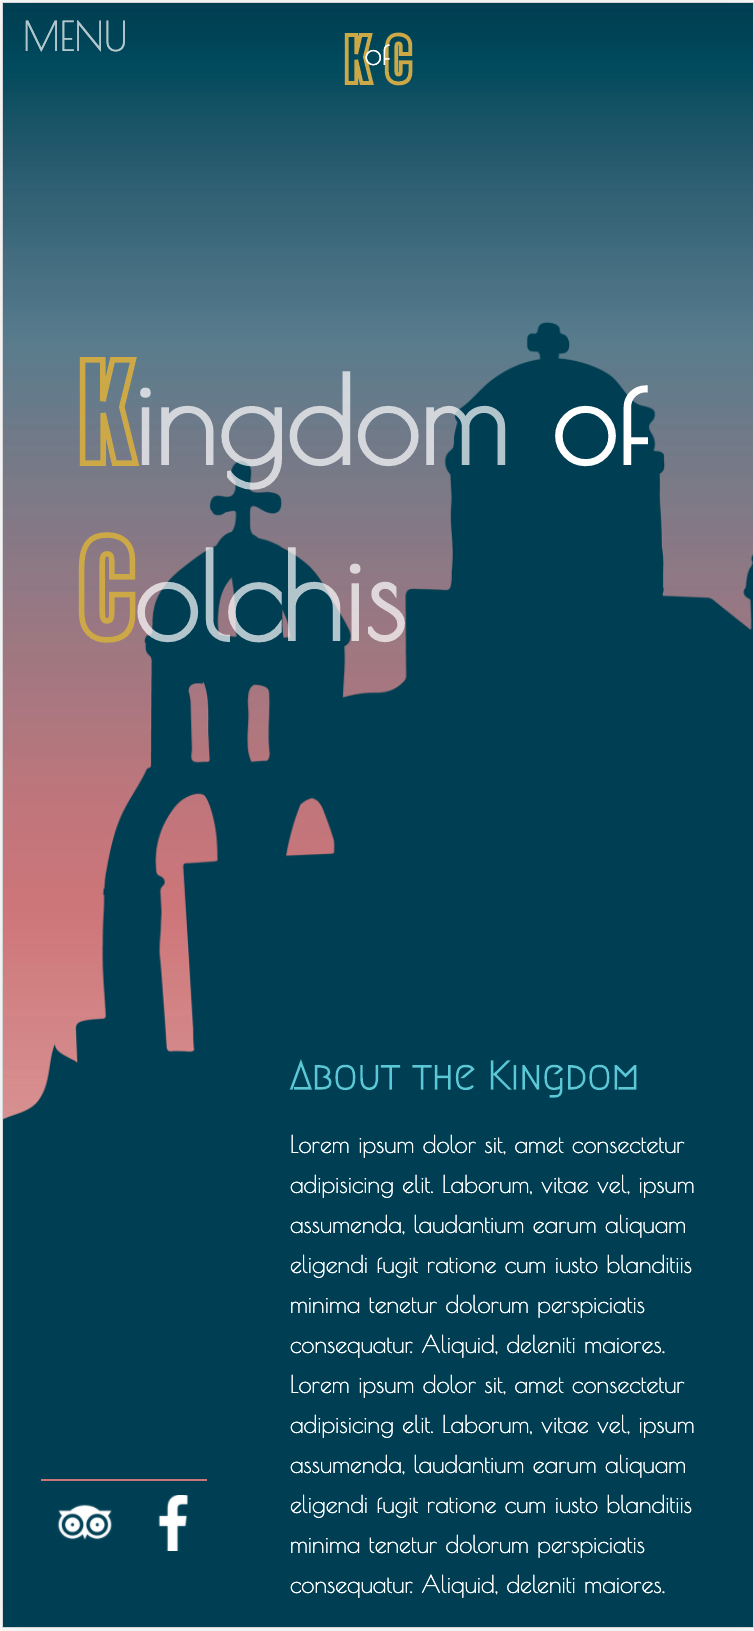 MENU
KofC
Kingdom of
Colchis
About the Kingdom
Lorem ipsum dolor sit, amet consectetur
adipisicing elit. Laborum, vitae vel, ipsum
assumenda, laudantium earum aliquam
eligendi fugit ratione cum iusto blanditiis
minima tenetur dolorum perspiciatis
consequatur. Aliquid, deleniti maiores.
Lorem ipsum dolor sit, amet consectetur
adipisicing elit. Laborum, vitae vel, ipsum
assumenda, laudantium earum aliquam
eligendi fugit ratione cum iusto blanditiis
minima tenetur dolorum perspiciatis
consequatur. Aliquid, deleniti maiores.